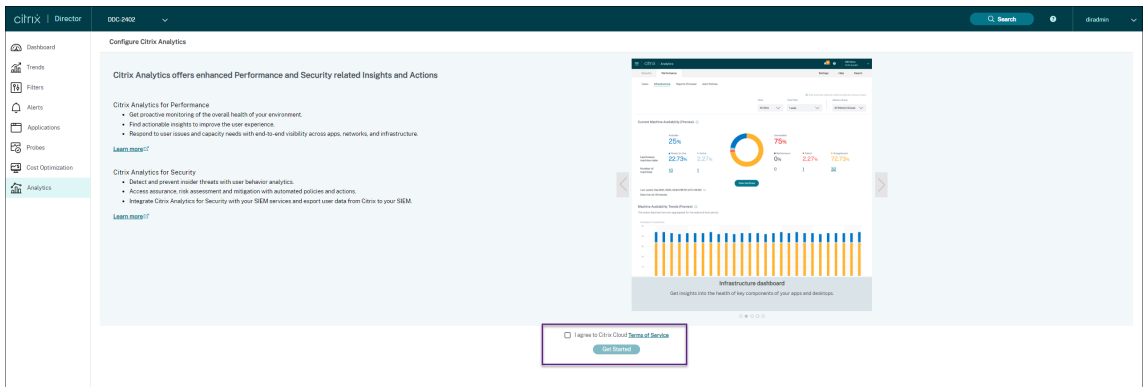 citrix | Director
DDC-2402
Search
diradmin
Dashboard
Trends
Filters
Alerts
Applications
Probes
Cost Optimization
Analytics
Configure Citrix Analytics
Citrix Analytics offers enhanced Performance and Security related Insights and Actions
Citrix Analytics for Performance
• Get proactive monitoring of the overall health of your environment.
• Find actionable insights to improve the user experience.
• Respond to user issues and capacity needs with end-to-end visibility across apps, networks, and infrastructure.
Learn more
Citrix Analytics for Security
• Detect and prevent insider threats with user behavior analytics.
• Access assurance, risk assessment and mitigation with automated policies and actions.
• Integrate Citrix Analytics for Security with your SIEM services and export user data from Citrix to your SIEM.
Learn more
citrix Analytics
Security Performance
Settings Help Search
Current Machine Availability (Preview)
25%
75%
22.73% 2.27%
0% 2.27% 72.73%
Machine Availability Trends (Preview)
Infrastructure dashboard
Get insights into the health of key components of your apps and desktops.
I agree to Citrix Cloud Terms of Service
Get Started